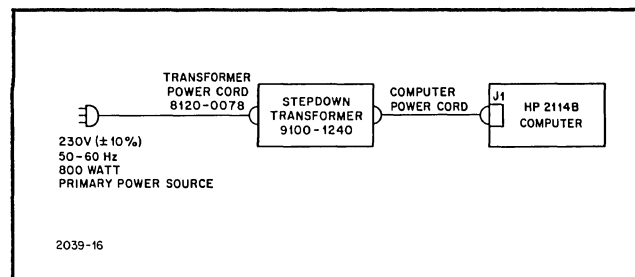 TRANSFORMER
POWER CORD
8120-0078
STEPDOWN
TRANSFORMER
9100-1240
COMPUTER
POWER CORD
J1
HP 2114B
COMPUTER
230V (±10%)
50-60 Hz
800 WATT
PRIMARY POWER SOURCE
2039-16